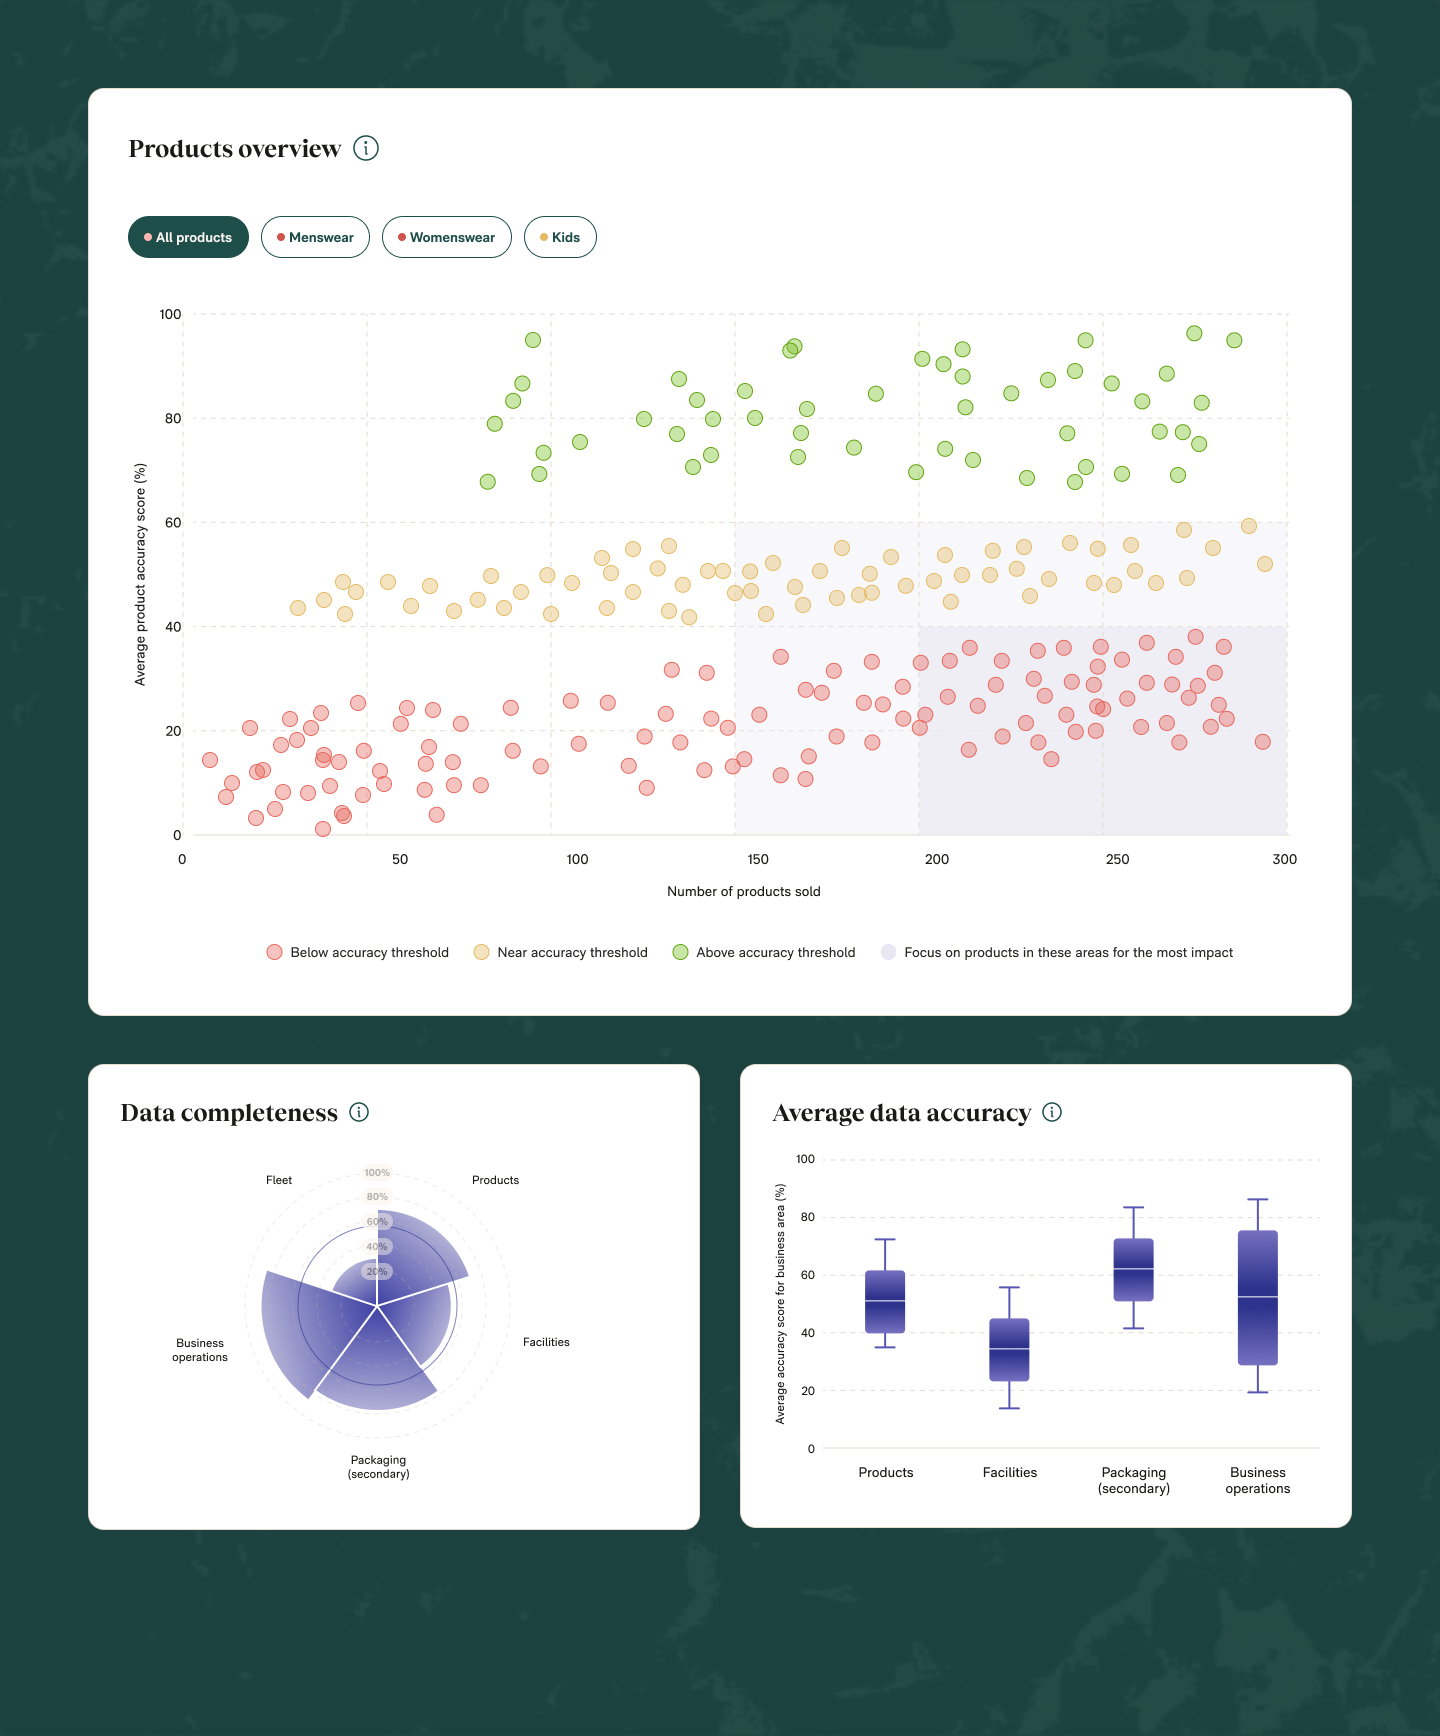 Products overview
All products
Menswear
Womenswear
Kids
100
80
60
40
20
0
Average product accuracy score (%)
0 50 100 150 200 250 300
Number of products sold
Below accuracy threshold
Near accuracy threshold
Above accuracy threshold
Focus on products in these areas for the most impact
Data completeness
100%
80%
60%
40%
20%
Fleet
Products
Facilities
Business
operations
Packaging
(secondary)
Average data accuracy
100
80
60
40
20
0
Average accuracy score for business area (%)
Products
Facilities
Packaging
(secondary)
Business
operations